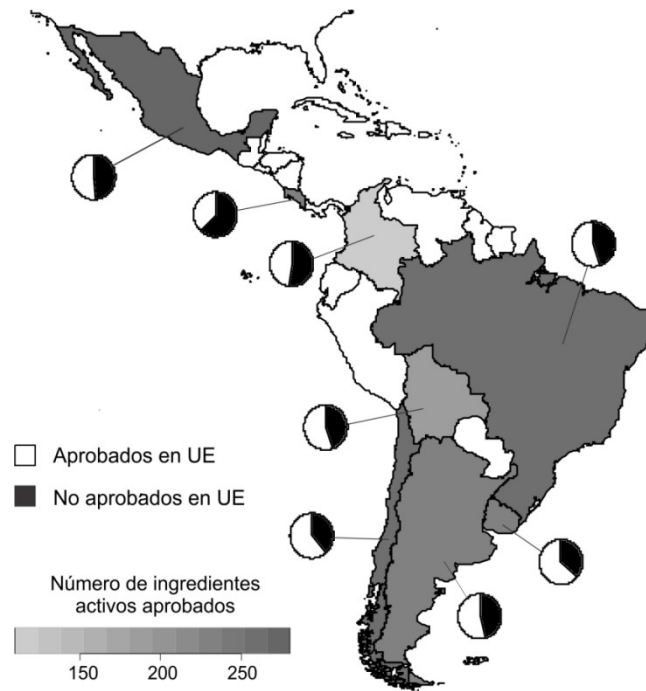 Aprobados en UE
No aprobados en UE
Número de ingredientes
activos aprobados
150 200 250